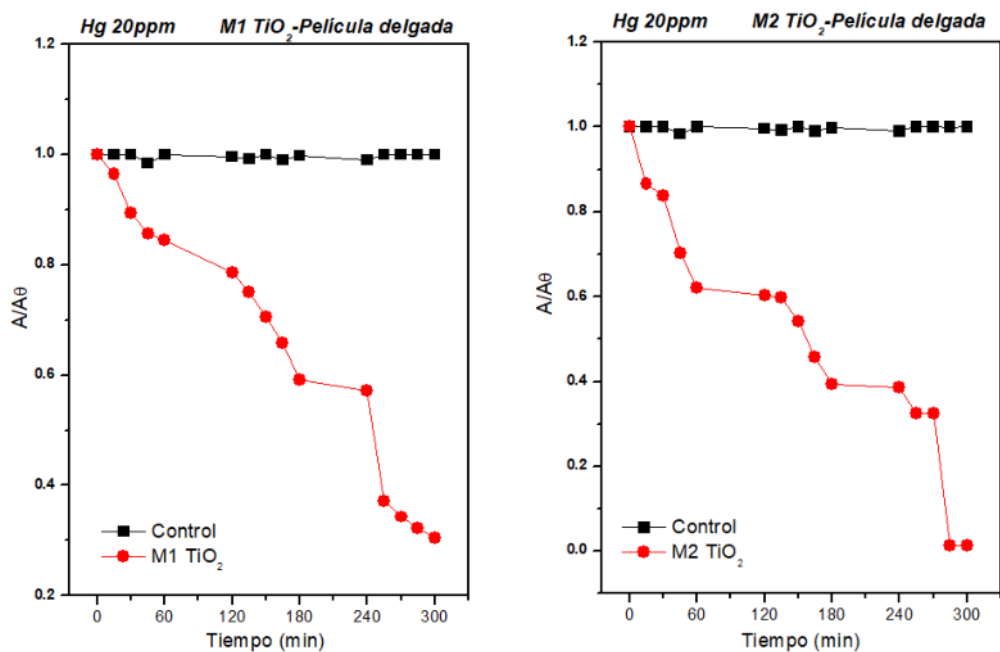 Hg 20ppm M1 TiO₂-Película delgada
1.2
1.0
0.8
0.6
0.4
0.2
A/Aθ
Control
M1 TiO₂
0 60 120 180 240 300
Tiempo (min)
Hg 20ppm M2 TiO₂-Película delgada
1.2
1.0
0.8
0.6
0.4
0.2
0.0
A/Aθ
Control
M2 TiO₂
0 60 120 180 240 300
Tiempo (min)